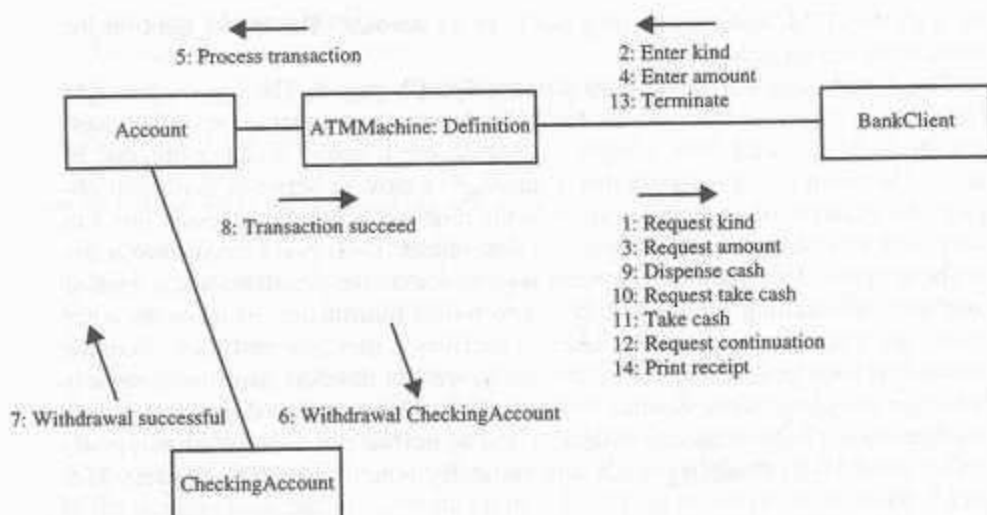 5: Process transaction
2: Enter kind
4: Enter amount
13: Terminate
Account
ATMMachine: Definition
BankClient
8: Transaction succeed
1: Request kind
3: Request amount
9: Dispense cash
10: Request take cash
11: Take cash
12: Request continuation
14: Print receipt
7: Withdrawal successful
6: Withdrawal CheckingAccount
CheckingAccount